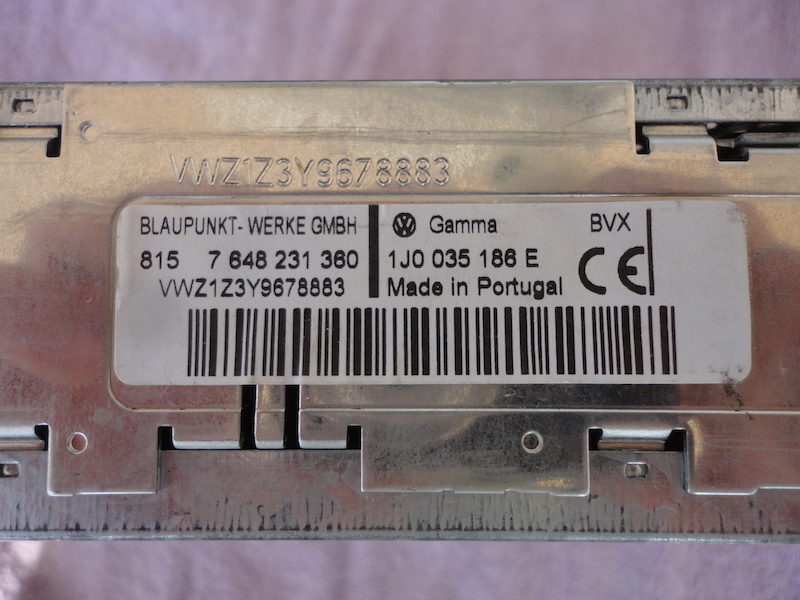 VWZ1Z3Y9678883
BLAUPUNKT-WERKE GMBH
815 7 648 231 360
VWZ1Z3Y9678883
VW Gamma BVX
1J0 035 186 E
Made in Portugal CE